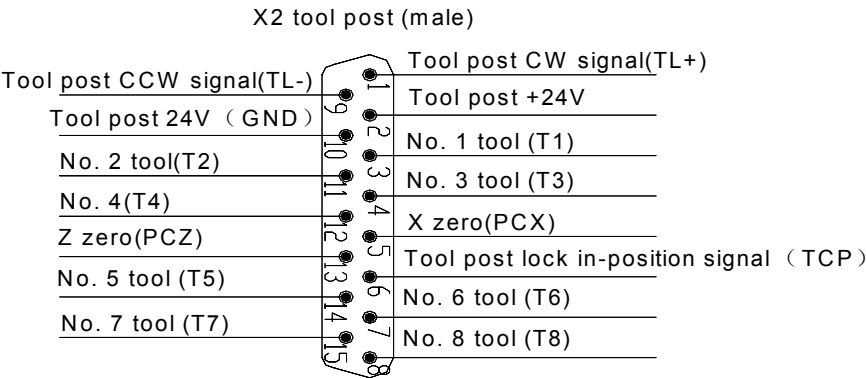 X2 tool post (male)
Tool post CW signal(TL+)
Tool post CCW signal(TL-)
Tool post +24V
Tool post 24V（GND）
No. 1 tool (T1)
No. 2 tool(T2)
No. 3 tool (T3)
No. 4(T4)
X zero(PCX)
Z zero(PCZ)
Tool post lock in-position signal（TCP）
No. 5 tool (T5)
No. 6 tool (T6)
No. 7 tool (T7)
No. 8 tool (T8)
1
9
2
10
3
11
4
12
5
13
6
14
7
15
8